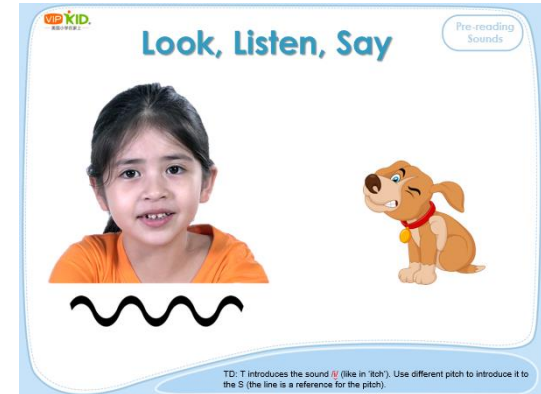 VIPKID.
Pre-reading
Sounds
Look, Listen, Say
TD: T introduces the sound /i/ (like in 'itch'). Use different pitch to introduce it to
the S (the line is a reference for the pitch).